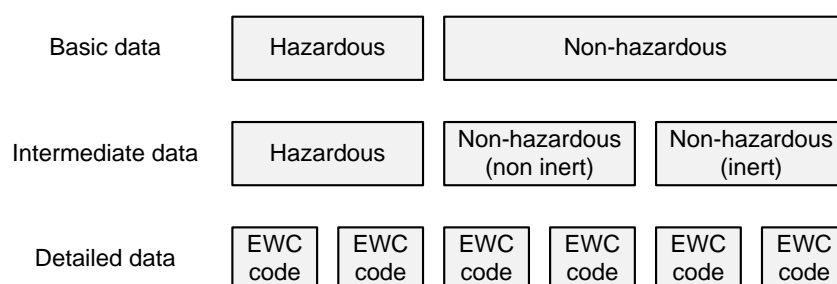 Basic data
Hazardous
Non-hazardous
Intermediate data
Hazardous
Non-hazardous
(non inert)
Non-hazardous
(inert)
Detailed data
EWC
code
EWC
code
EWC
code
EWC
code
EWC
code
EWC
code